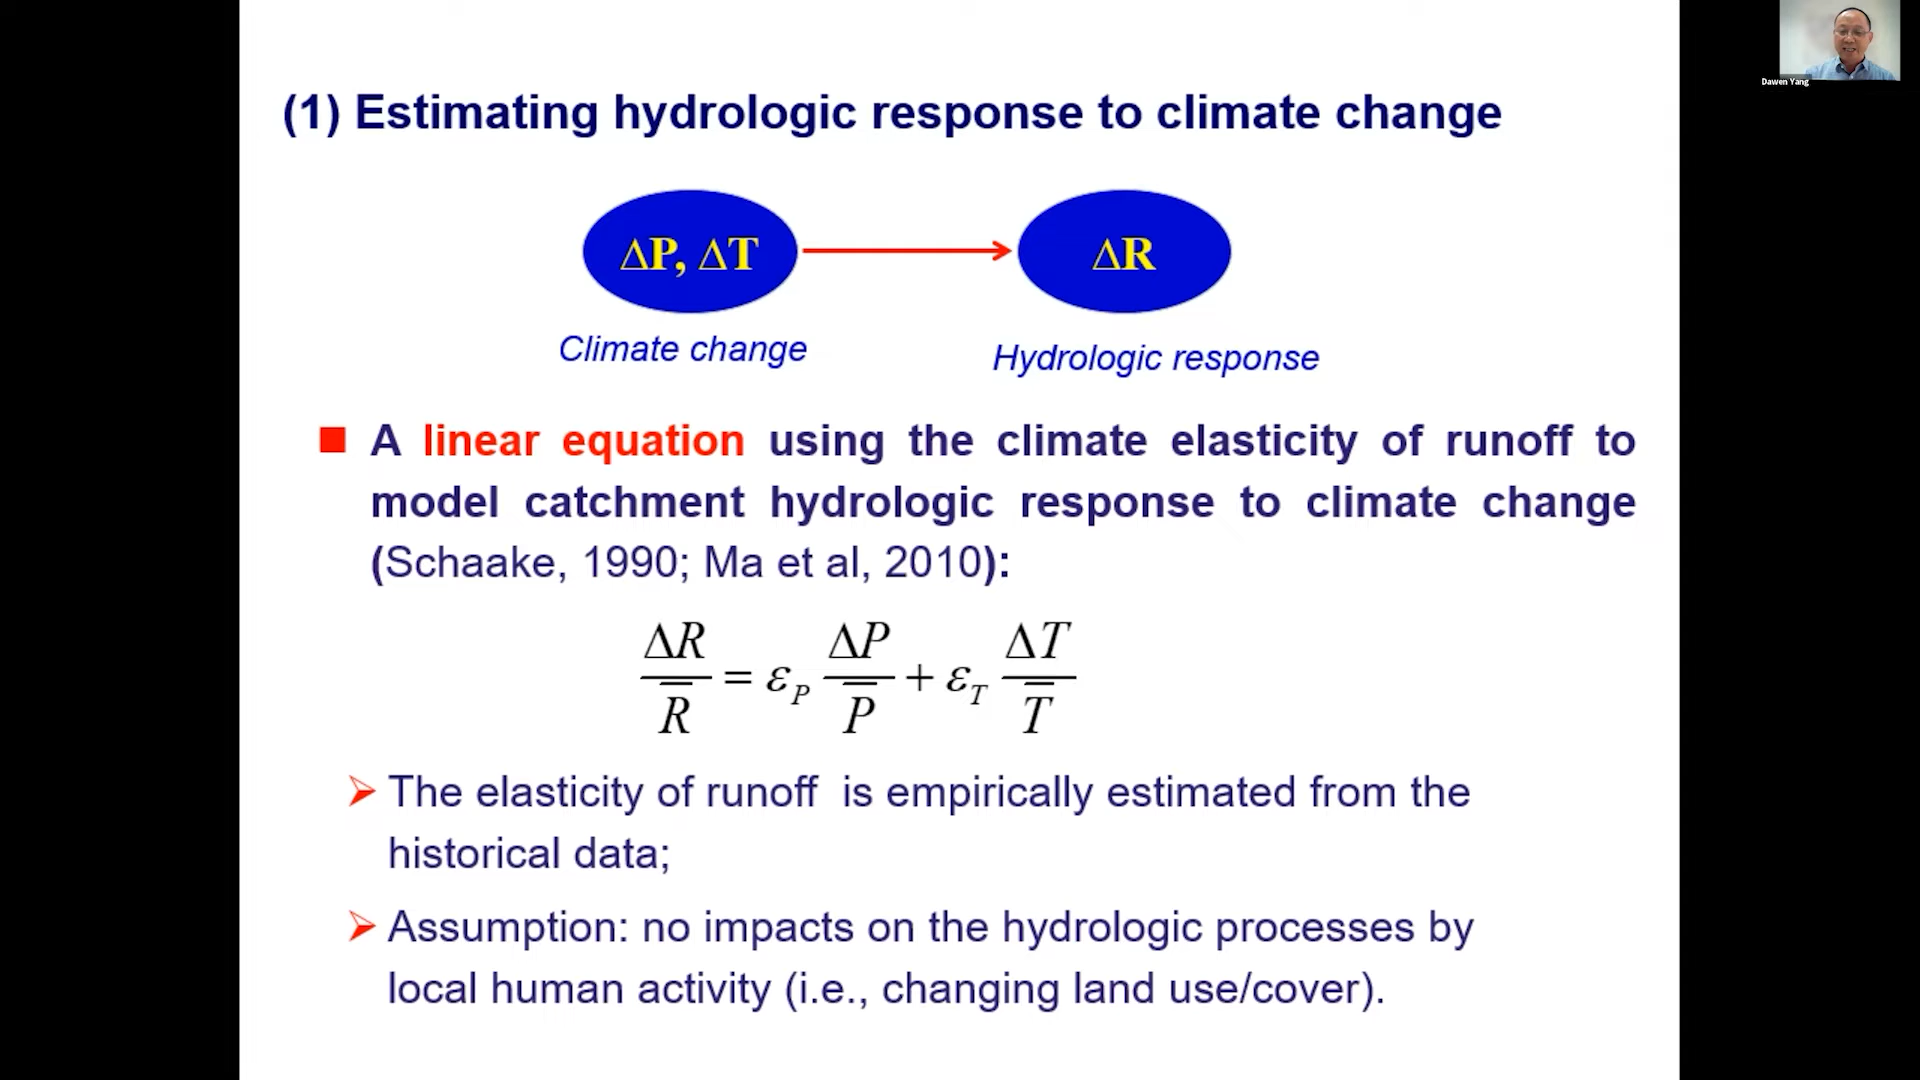 Dawen Yang
(1) Estimating hydrologic response to climate change
ΔP, ΔT
ΔR
Climate change
Hydrologic response
A linear equation using the climate elasticity of runoff to
model catchment hydrologic response to climate change
(Schaake, 1990; Ma et al, 2010):
ΔR/R̅ = ε_P ΔP/P̅ + ε_T ΔT/T̅
The elasticity of runoff is empirically estimated from the
historical data;
Assumption: no impacts on the hydrologic processes by
local human activity (i.e., changing land use/cover).